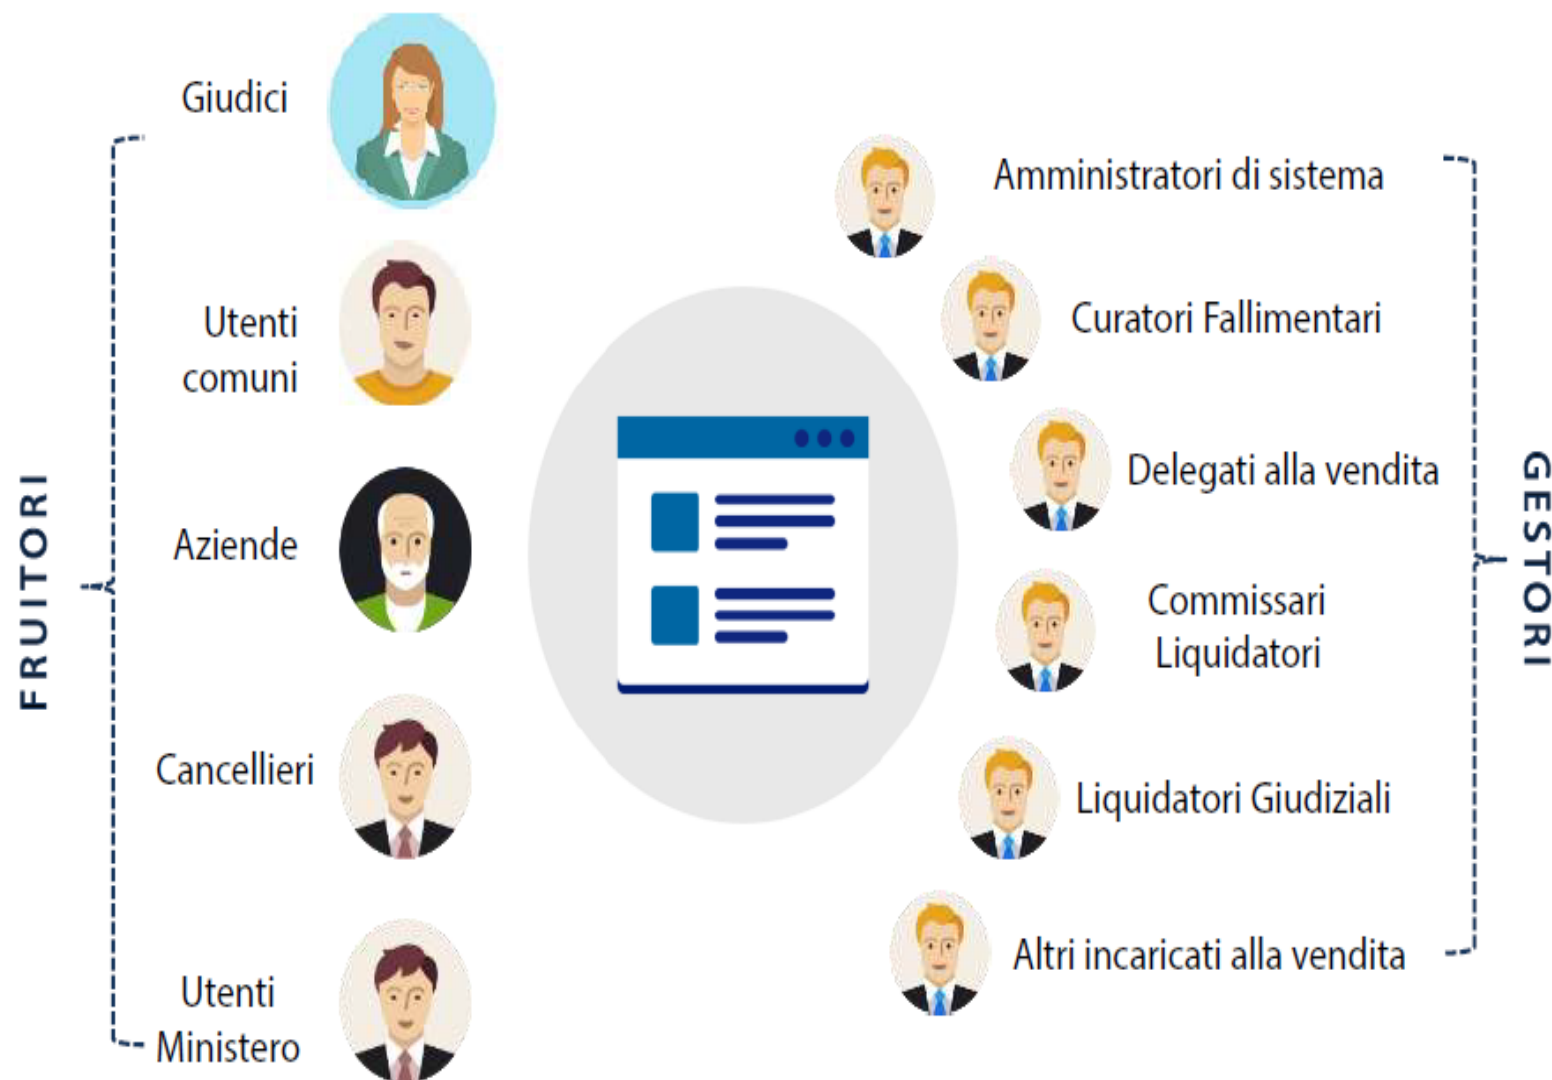 FRUITORI
Giudici
Utenti
comuni
Aziende
Cancellieri
Utenti
Ministero
Amministratori di sistema
Curatori Fallimentari
Delegati alla vendita
Commissari
Liquidatori
Liquidatori Giudiziali
Altri incaricati alla vendita
GESTORI